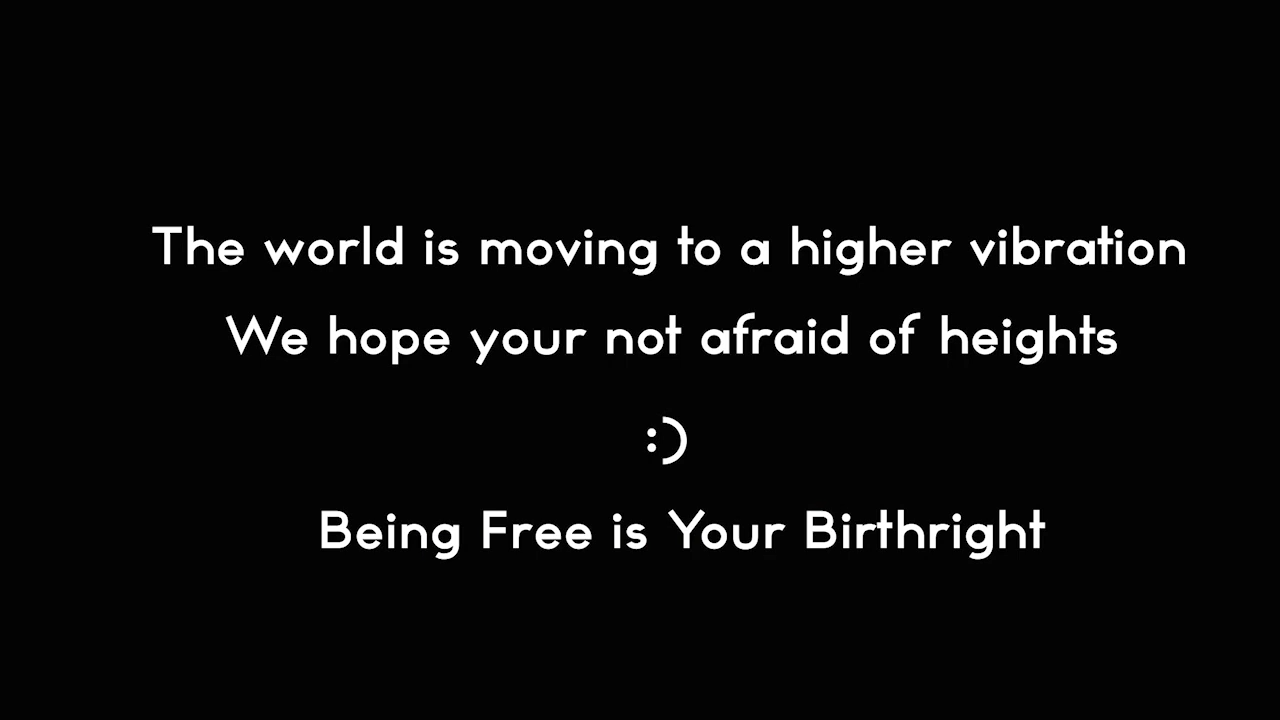 The world is moving to a higher vibration
We hope your not afraid of heights
:)
Being Free is Your Birthright